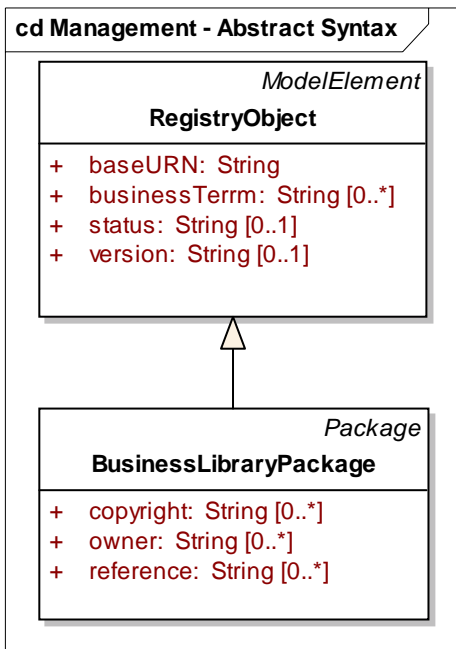 cd Management - Abstract Syntax
ModelElement
RegistryObject
+ baseURN: String
+ businessTerrm: String [0..*]
+ status: String [0..1]
+ version: String [0..1]
Package
BusinessLibraryPackage
+ copyright: String [0..*]
+ owner: String [0..*]
+ reference: String [0..*]